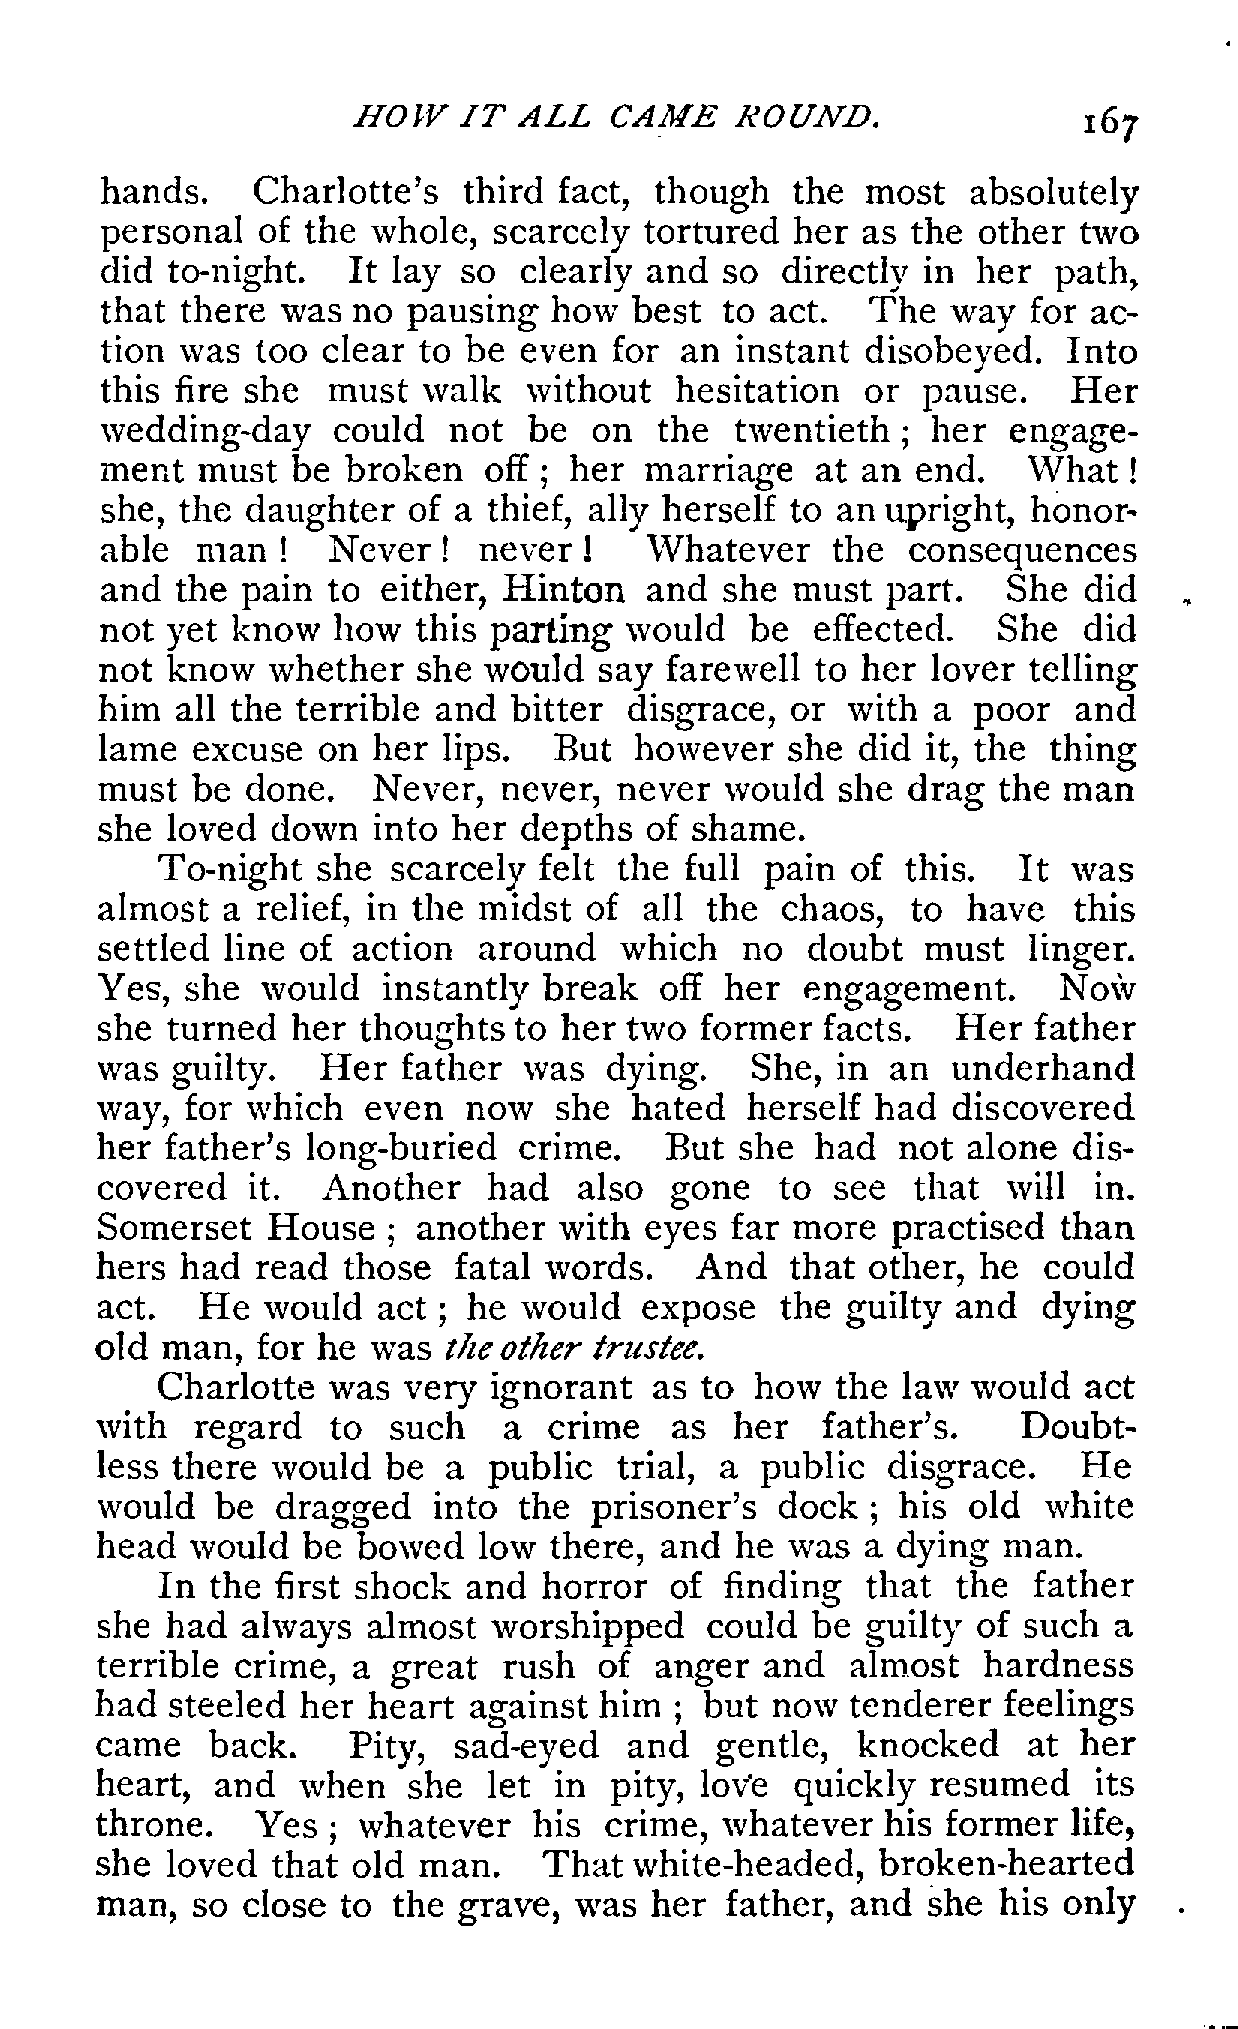 HOW IT ALL CAME ROUND. 167
hands. Charlotte's third fact, though the most absolutely
personal of the whole, scarcely tortured her as the other two
did to-night. It lay so clearly and so directly in her path,
that there was no pausing how best to act. The way for ac-
tion was too clear to be even for an instant disobeyed. Into
this fire she must walk without hesitation or pause. Her
wedding-day could not be on the twentieth ; her engage-
ment must be broken off ; her marriage at an end. What !
she, the daughter of a thief, ally herself to an upright, honor-
able man ! Never ! never ! Whatever the consequences
and the pain to either, Hinton and she must part. She did
not yet know how this parting would be effected. She did
not know whether she would say farewell to her lover telling
him all the terrible and bitter disgrace, or with a poor and
lame excuse on her lips. But however she did it, the thing
must be done. Never, never, never would she drag the man
she loved down into her depths of shame.
To-night she scarcely felt the full pain of this. It was
almost a relief, in the midst of all the chaos, to have this
settled line of action around which no doubt must linger.
Yes, she would instantly break off her engagement. Now
she turned her thoughts to her two former facts. Her father
was guilty. Her father was dying. She, in an underhand
way, for which even now she hated herself had discovered
her father's long-buried crime. But she had not alone dis-
covered it. Another had also gone to see that will in.
Somerset House ; another with eyes far more practised than
hers had read those fatal words. And that other, he could
act. He would act ; he would expose the guilty and dying
old man, for he was the other trustee.
Charlotte was very ignorant as to how the law would act
with regard to such a crime as her father's. Doubt-
less there would be a public trial, a public disgrace. He
would be dragged into the prisoner's dock ; his old white
head would be bowed low there, and he was a dying man.
In the first shock and horror of finding that the father
she had always almost worshipped could be guilty of such a
terrible crime, a great rush of anger and almost hardness
had steeled her heart against him ; but now tenderer feelings
came back. Pity, sad-eyed and gentle, knocked at her
heart, and when she let in pity, love quickly resumed its
throne. Yes ; whatever his crime, whatever his former life,
she loved that old man. That white-headed, broken-hearted
man, so close to the grave, was her father, and she his only